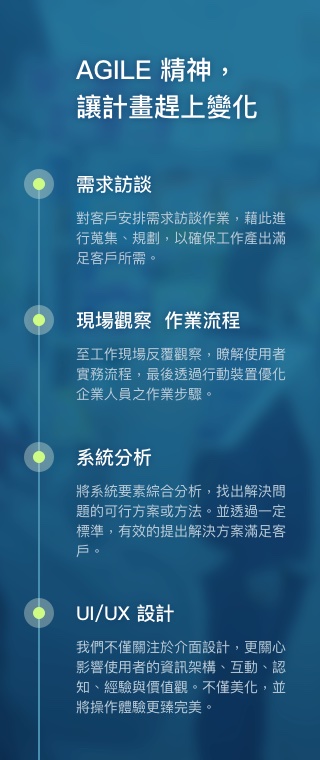 AGILE 精神，
讓計畫趕上變化
需求訪談
對客戶安排需求訪談作業，藉此進
行蒐集、規劃，以確保工作產出滿
足客戶所需。
現場觀察 作業流程
至工作現場反覆觀察，瞭解使用者
實務流程，最後透過行動裝置優化
企業人員之作業步驟。
系統分析
將系統要素綜合分析，找出解決問
題的可行方案或方法。並透過一定
標準，有效的提出解決方案滿足客
戶。
UI/UX 設計
我們不僅關注於介面設計，更關心
影響使用者的資訊架構、互動、認
知、經驗與價值觀。不僅美化，並
將操作體驗更臻完美。